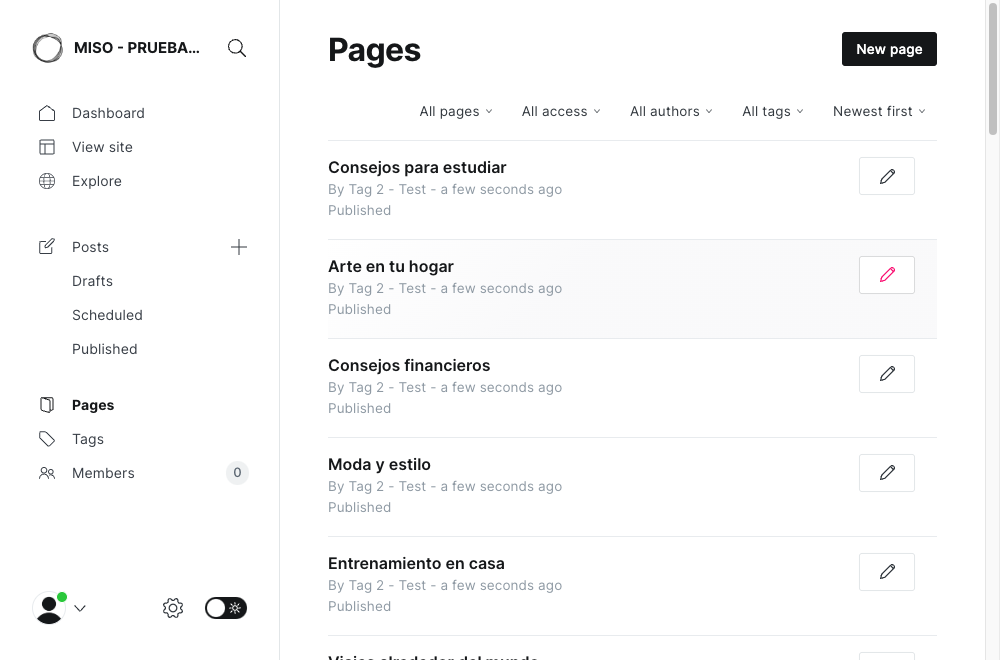 MISO - PRUEBA...
Dashboard
View site
Explore
Posts
Drafts
Scheduled
Published
Pages
Tags
Members
0
Pages
New page
All pages
All access
All authors
All tags
Newest first
Consejos para estudiar
By Tag 2 - Test - a few seconds ago
Published
Arte en tu hogar
By Tag 2 - Test - a few seconds ago
Published
Consejos financieros
By Tag 2 - Test - a few seconds ago
Published
Moda y estilo
By Tag 2 - Test - a few seconds ago
Published
Entrenamiento en casa
By Tag 2 - Test - a few seconds ago
Published
Viajes alrededor del mundo